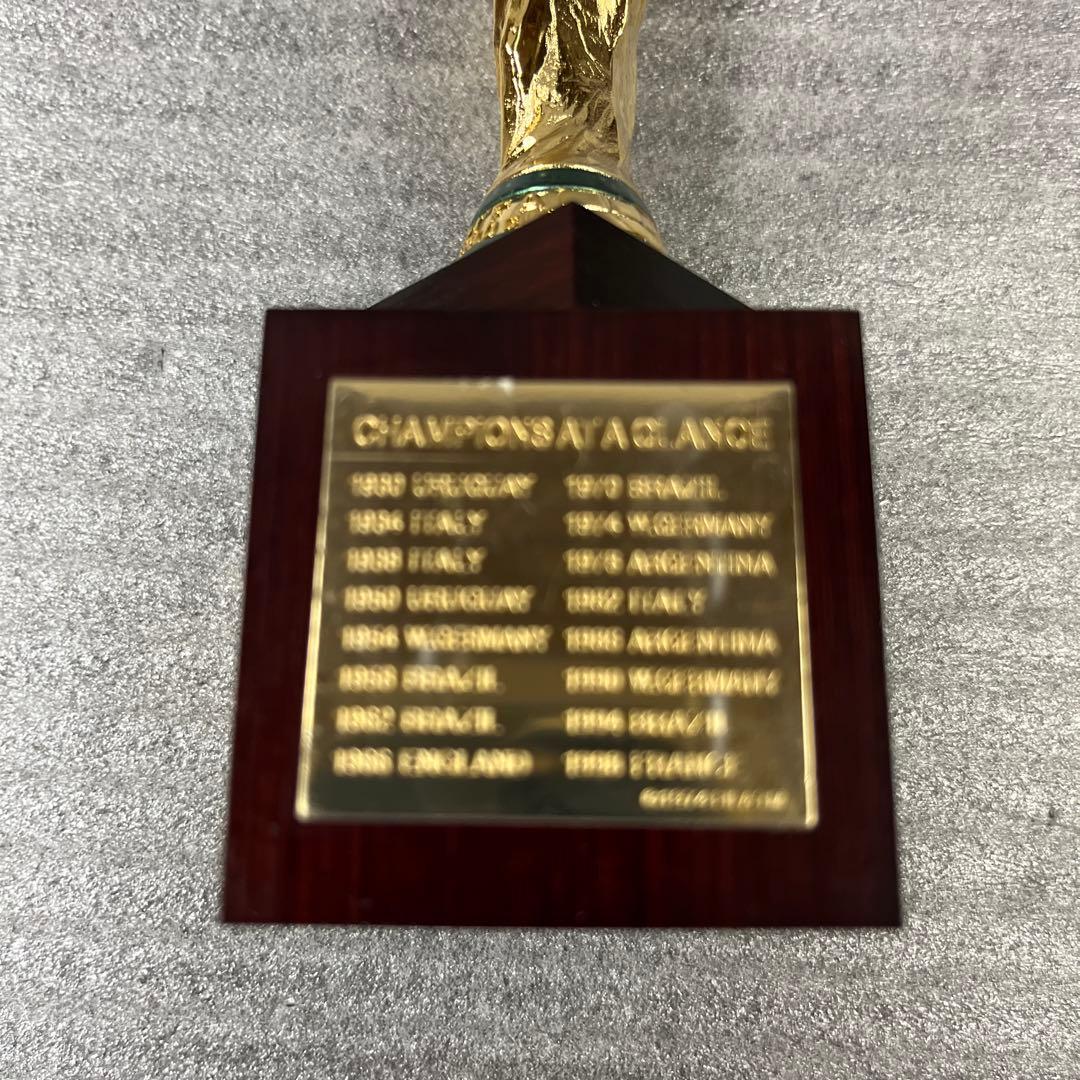 CHAMPIONS AT A GLANCE
1930 URUGUAY 1970 BRAZIL
1934 ITALY 1974 W.GERMANY
1938 ITALY 1978 ARGENTINA
1950 URUGUAY 1982 ITALY
1954 W.GERMANY 1986 ARGENTINA
1958 BRAZIL 1990 W.GERMANY
1962 BRAZIL 1994 BRAZIL
1966 ENGLAND 1998 FRANCE